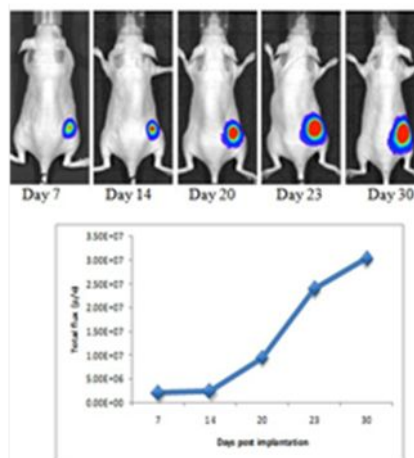 Day 7 Day 14 Day 20 Day 23 Day 30
3.50E+07
3.00E+07
2.50E+07
2.00E+07
1.50E+07
1.00E+07
5.00E+06
0.00E+00
Total flux (p/s)
7 14 20 23 30
Days post implantation